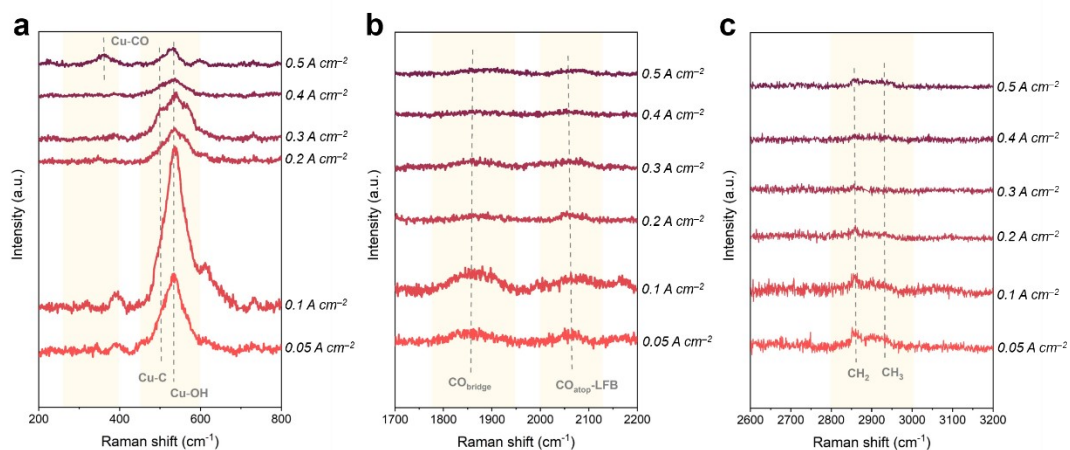 a
Cu-CO
0.5 A cm⁻²
0.4 A cm⁻²
0.3 A cm⁻²
0.2 A cm⁻²
0.1 A cm⁻²
0.05 A cm⁻²
Cu-C
Cu-OH
Intensity (a.u.)
200 400 600 800
Raman shift (cm⁻¹)
b
0.5 A cm⁻²
0.4 A cm⁻²
0.3 A cm⁻²
0.2 A cm⁻²
0.1 A cm⁻²
0.05 A cm⁻²
CO_bridge
CO_atop-LFB
Intensity (a.u.)
1700 1800 1900 2000 2100 2200
Raman shift (cm⁻¹)
c
0.5 A cm⁻²
0.4 A cm⁻²
0.3 A cm⁻²
0.2 A cm⁻²
0.1 A cm⁻²
0.05 A cm⁻²
CH₂
CH₃
Intensity (a.u.)
2600 2700 2800 2900 3000 3100 3200
Raman shift (cm⁻¹)